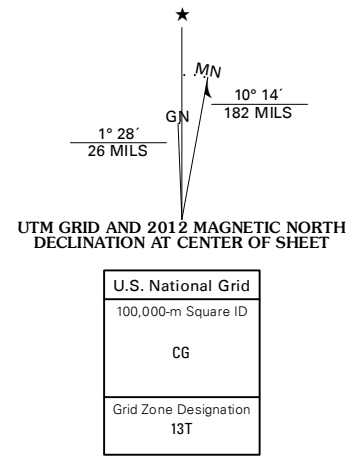 MN
GN
10° 14´
182 MILS
1° 28´
26 MILS
UTM GRID AND 2012 MAGNETIC NORTH
DECLINATION AT CENTER OF SHEET
U.S. National Grid
100,000-m Square ID
CG
Grid Zone Designation
13T